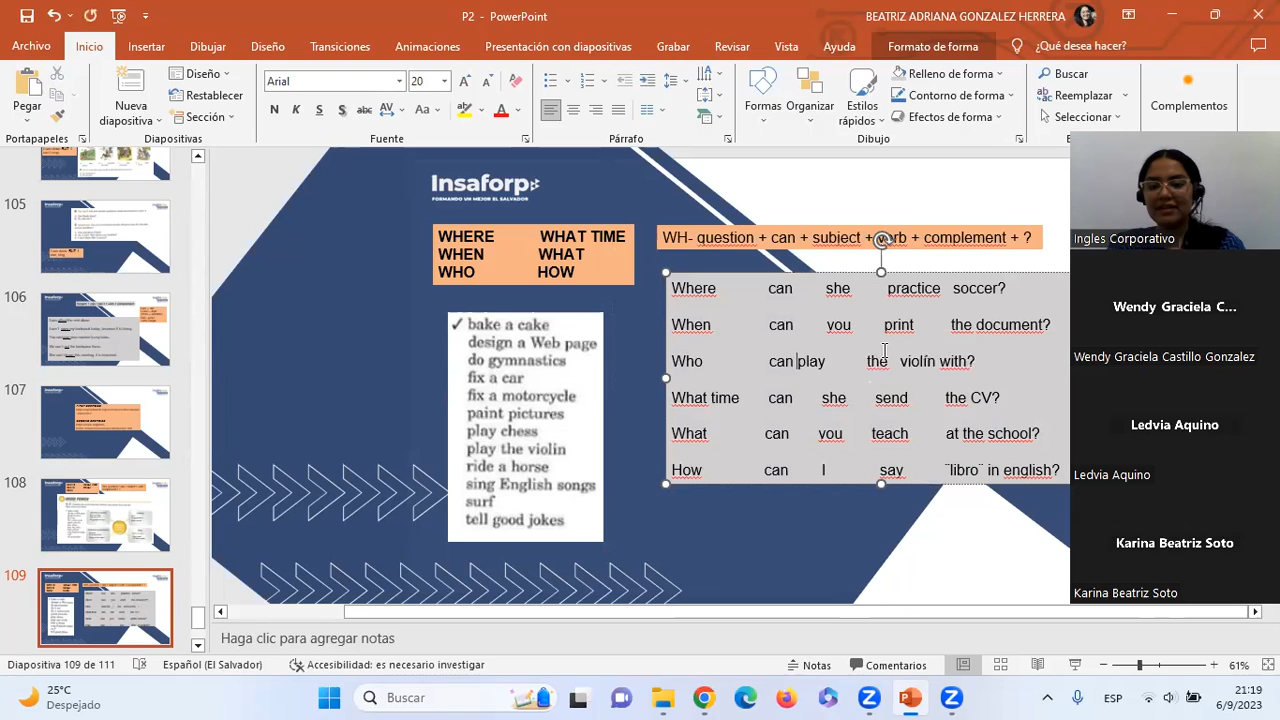 P2 - PowerPoint
BEATRIZ ADRIANA GONZALEZ HERRERA
Archivo Inicio Insertar Dibujar Diseño Transiciones Animaciones Presentación con diapositivas Grabar Revisar Vista Ayuda Formato de forma ¿Qué desea hacer?
Pegar
Portapapeles
Nueva diapositiva
Diseño
Restablecer
Sección
Diapositivas
Arial 20
N K S S abc AV Aa
Fuente
Párrafo
Formas
Organizar
Estilos rápidos
Relleno de forma
Contorno de forma
Efectos de forma
Dibujo
Buscar
Reemplazar
Seleccionar
Edición
Complementos
105
106
107
108
109
Insaforp
FORMANDO UN MEJOR EL SALVADOR
WHERE WHAT TIME
WHEN WHAT
WHO HOW
WH- question + can + subject + verb + complement + ?
bake a cake
design a Web page
do gymnastics
fix a car
fix a motorcycle
paint pictures
play chess
play the violin
ride a horse
sing English songs
surf
tell good jokes
Where can she practice soccer?
When can you print the document?
Who can play the violín with?
What time can she send the CV?
What can you teach at the school?
How can I say ¨libro¨ in english?
Ingles Corporativo
Wendy Graciela C...
Wendy Graciela Castillo Gonzalez
Ledvia Aquino
Ledvia Aquino
Karina Beatriz Soto
Karina Beatriz Soto
Haga clic para agregar notas
Diapositiva 109 de 111 Español (El Salvador) Accesibilidad: es necesario investigar Notas Comentarios 61%
25°C
Despejado
Buscar
ESP
21:19
6/9/2023